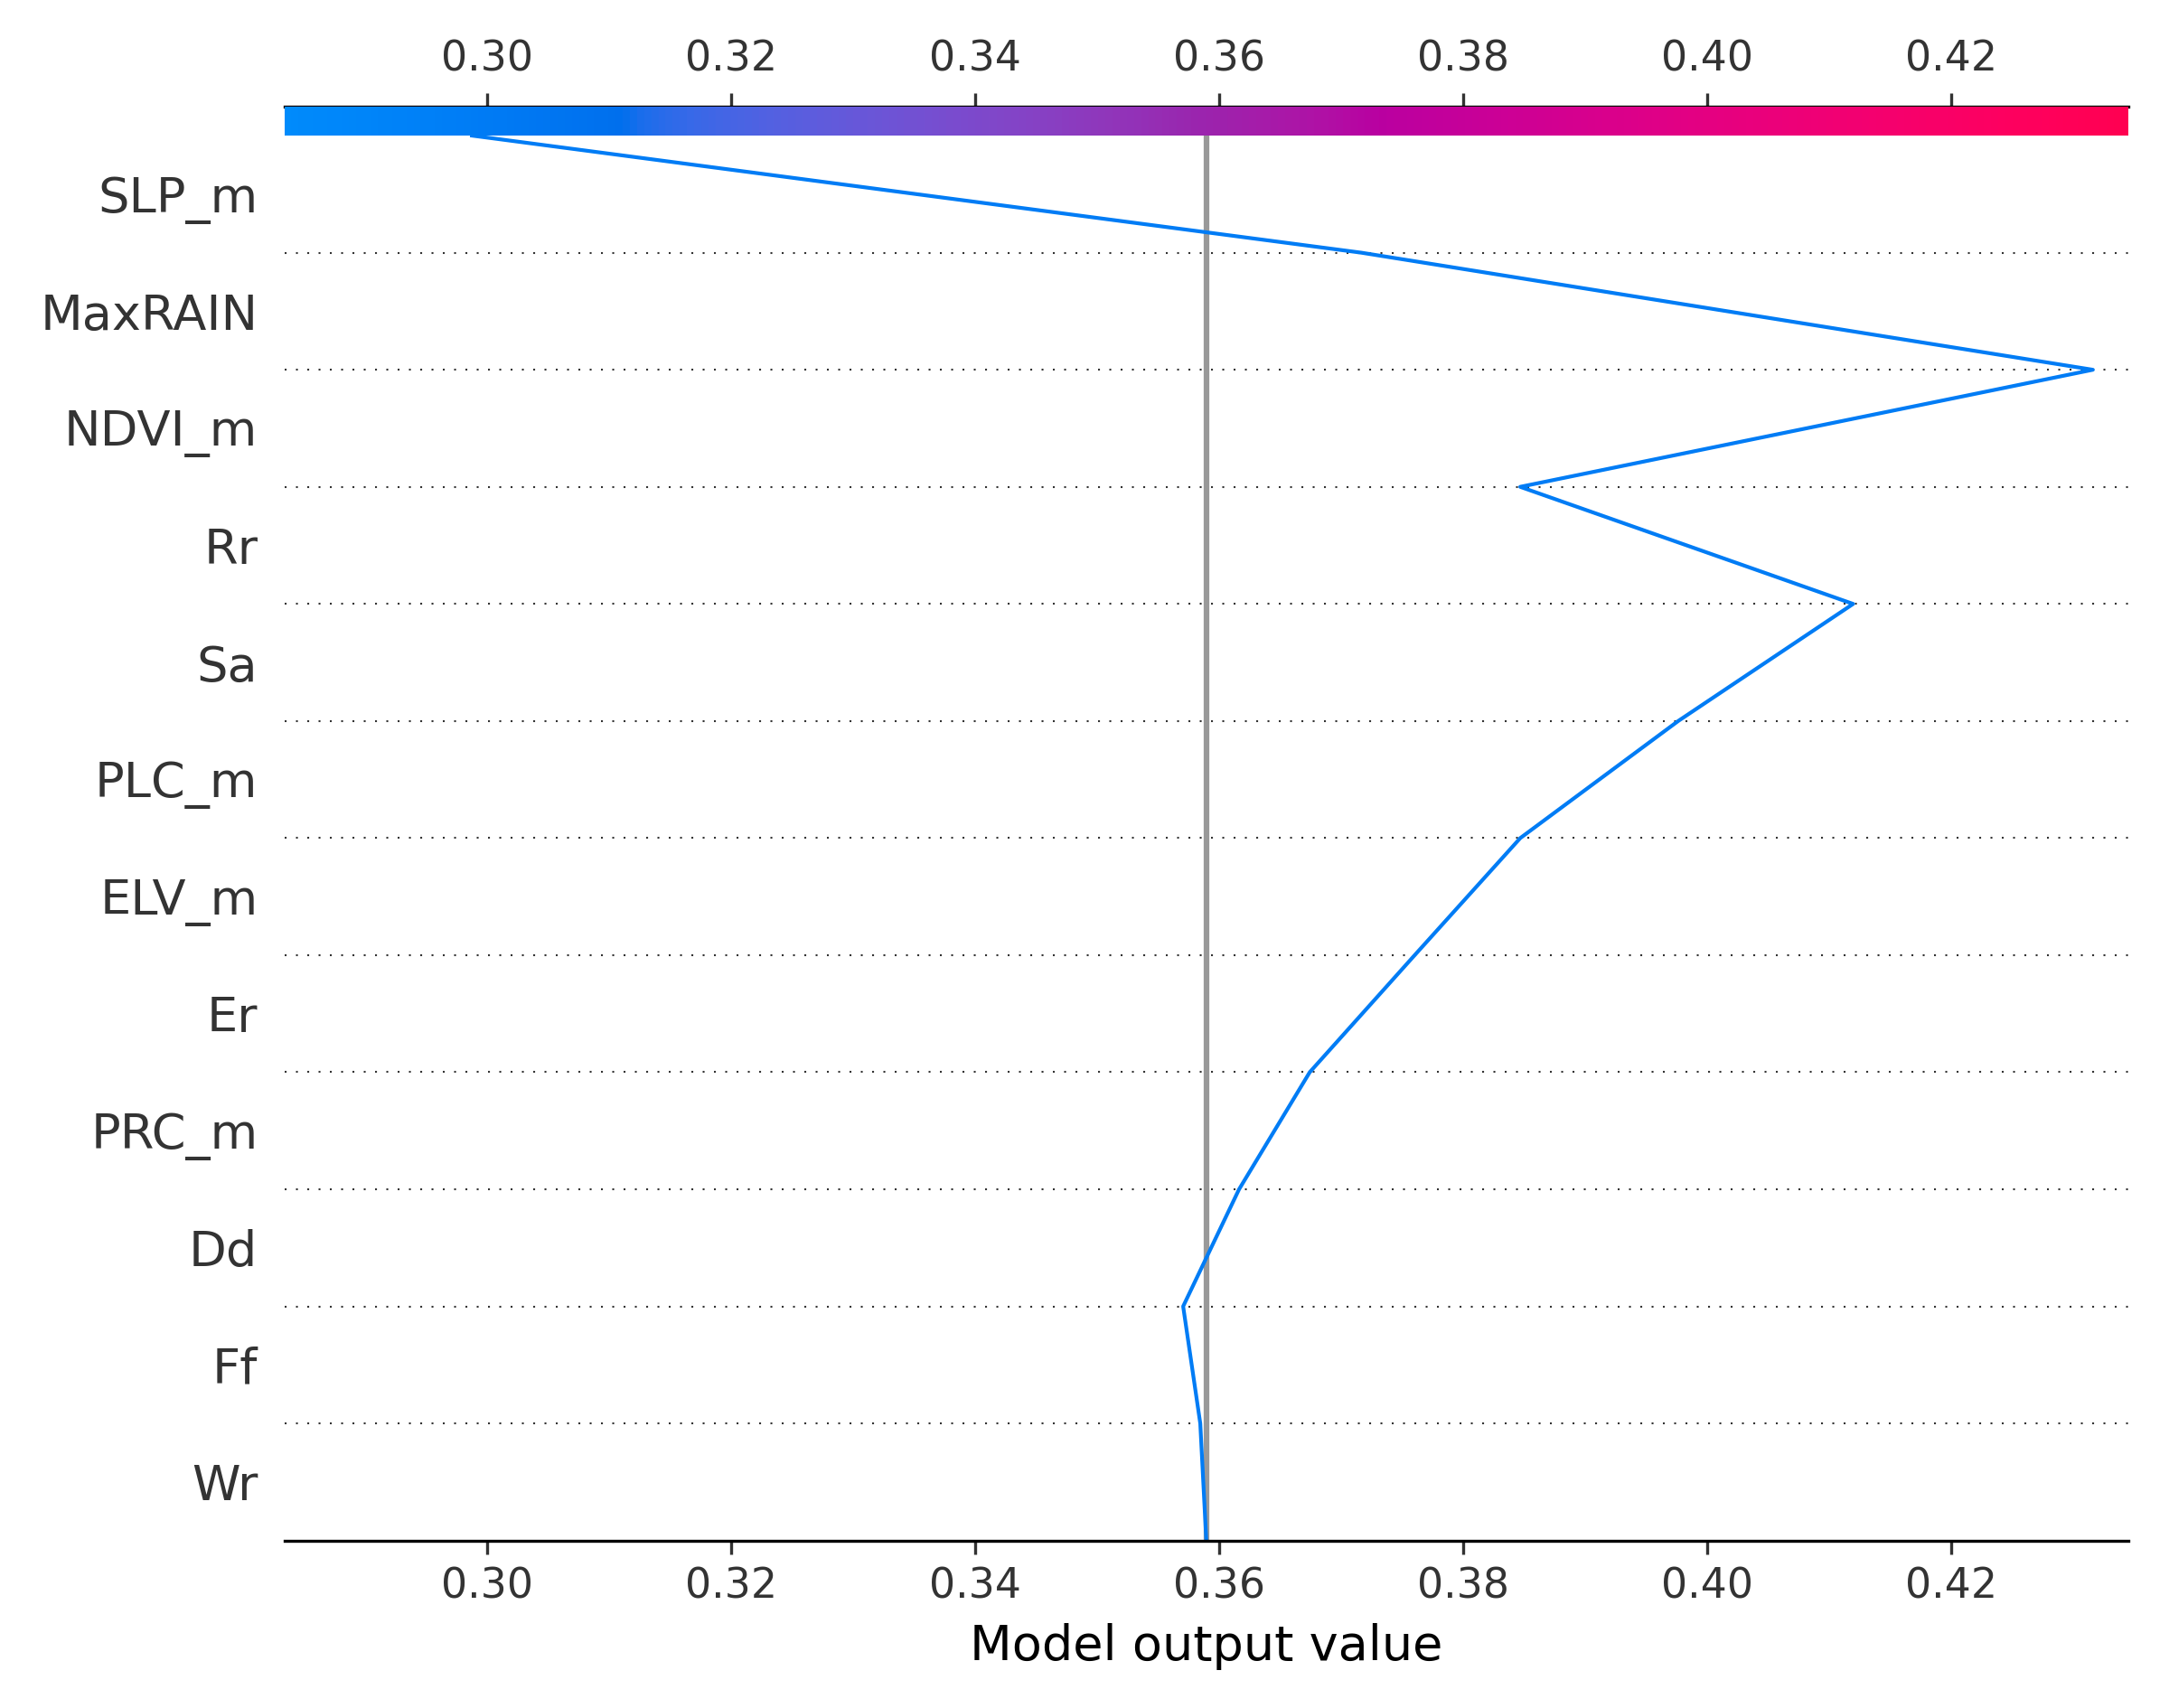 0.30 0.32 0.34 0.36 0.38 0.40 0.42
SLP_m
MaxRAIN
NDVI_m
Rr
Sa
PLC_m
ELV_m
Er
PRC_m
Dd
Ff
Wr
0.30 0.32 0.34 0.36 0.38 0.40 0.42
Model output value